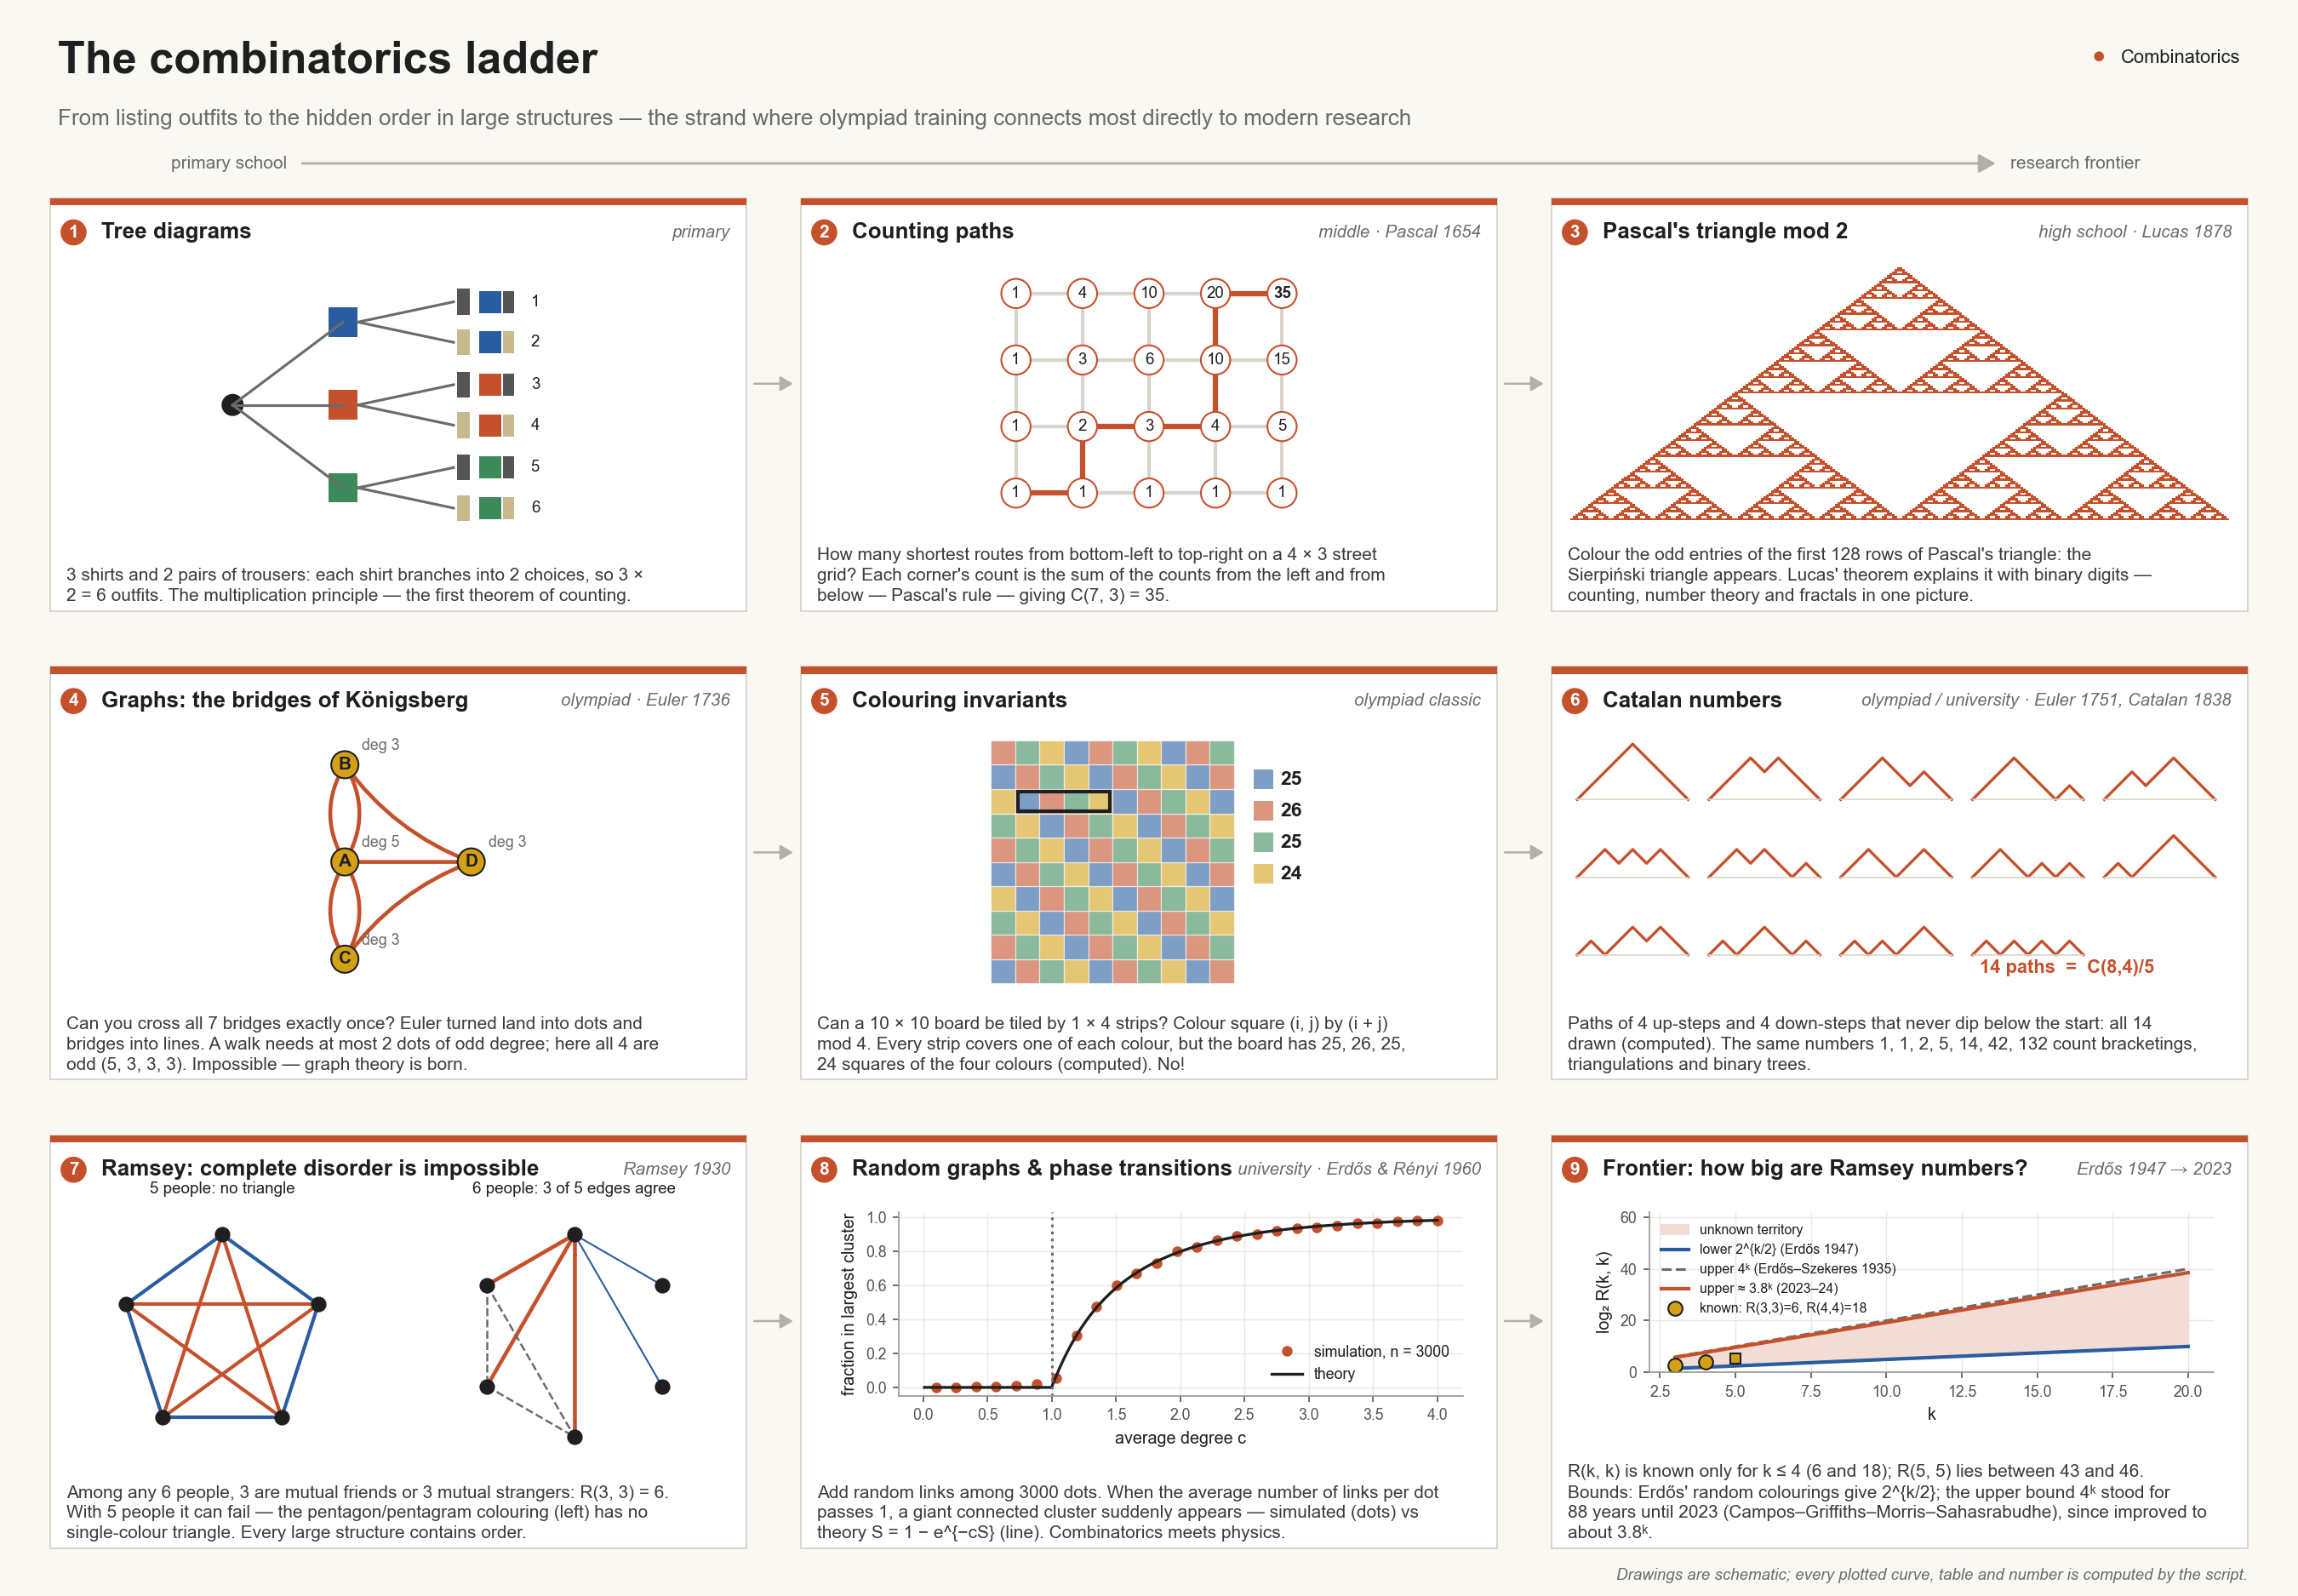 The combinatorics ladder
Combinatorics
From listing outfits to the hidden order in large structures — the strand where olympiad training connects most directly to modern research
primary school
research frontier
1 Tree diagrams primary
1
2
3
4
5
6
3 shirts and 2 pairs of trousers: each shirt branches into 2 choices, so 3 ×
2 = 6 outfits. The multiplication principle — the first theorem of counting.
2 Counting paths middle · Pascal 1654
1 4 10 20 35
1 3 6 10 15
1 2 3 4 5
1 1 1 1 1
How many shortest routes from bottom-left to top-right on a 4 × 3 street
grid? Each corner's count is the sum of the counts from the left and from
below — Pascal's rule — giving C(7, 3) = 35.
3 Pascal's triangle mod 2 high school · Lucas 1878
Colour the odd entries of the first 128 rows of Pascal's triangle: the
Sierpiński triangle appears. Lucas' theorem explains it with binary digits —
counting, number theory and fractals in one picture.
4 Graphs: the bridges of Königsberg olympiad · Euler 1736
deg 3
B
deg 5 deg 3
A D
deg 3
C
Can you cross all 7 bridges exactly once? Euler turned land into dots and
bridges into lines. A walk needs at most 2 dots of odd degree; here all 4 are
odd (5, 3, 3, 3). Impossible — graph theory is born.
5 Colouring invariants olympiad classic
25
26
25
24
Can a 10 × 10 board be tiled by 1 × 4 strips? Colour square (i, j) by (i + j)
mod 4. Every strip covers one of each colour, but the board has 25, 26, 25,
24 squares of the four colours (computed). No!
6 Catalan numbers olympiad / university · Euler 1751, Catalan 1838
14 paths = C(8,4)/5
Paths of 4 up-steps and 4 down-steps that never dip below the start: all 14
drawn (computed). The same numbers 1, 1, 2, 5, 14, 42, 132 count bracketings,
triangulations and binary trees.
7 Ramsey: complete disorder is impossible Ramsey 1930
5 people: no triangle
6 people: 3 of 5 edges agree
Among any 6 people, 3 are mutual friends or 3 mutual strangers: R(3, 3) = 6.
With 5 people it can fail — the pentagon/pentagram colouring (left) has no
single-colour triangle. Every large structure contains order.
8 Random graphs & phase transitions university · Erdős & Rényi 1960
fraction in largest cluster
1.0
0.8
0.6
0.4
0.2
0.0
simulation, n = 3000
theory
0.0 0.5 1.0 1.5 2.0 2.5 3.0 3.5 4.0
average degree c
Add random links among 3000 dots. When the average number of links per dot
passes 1, a giant connected cluster suddenly appears — simulated (dots) vs
theory S = 1 − e^{−cS} (line). Combinatorics meets physics.
9 Frontier: how big are Ramsey numbers? Erdős 1947 → 2023
log₂ R(k, k)
60
40
20
0
unknown territory
lower 2^{k/2} (Erdős 1947)
upper 4ᵏ (Erdős–Szekeres 1935)
upper ≈ 3.8ᵏ (2023–24)
known: R(3,3)=6, R(4,4)=18
2.5 5.0 7.5 10.0 12.5 15.0 17.5 20.0
k
R(k, k) is known only for k ≤ 4 (6 and 18); R(5, 5) lies between 43 and 46.
Bounds: Erdős' random colourings give 2^{k/2}; the upper bound 4ᵏ stood for
88 years until 2023 (Campos–Griffiths–Morris–Sahasrabudhe), since improved to
about 3.8ᵏ.
Drawings are schematic; every plotted curve, table and number is computed by the script.